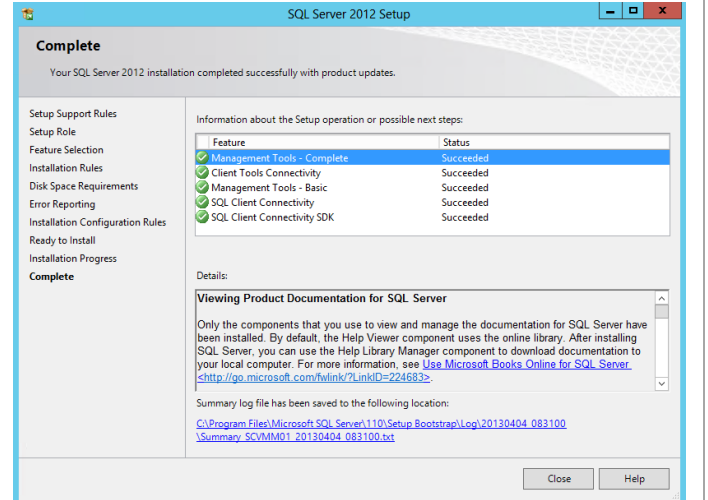 SQL Server 2012 Setup
Complete
Your SQL Server 2012 installation completed successfully with product updates.
Setup Support Rules
Setup Role
Feature Selection
Installation Rules
Disk Space Requirements
Error Reporting
Installation Configuration Rules
Ready to Install
Installation Progress
Complete
Information about the Setup operation or possible next steps:
Feature Status
Management Tools - Complete Succeeded
Client Tools Connectivity Succeeded
Management Tools - Basic Succeeded
SQL Client Connectivity Succeeded
SQL Client Connectivity SDK Succeeded
Details:
Viewing Product Documentation for SQL Server
Only the components that you use to view and manage the documentation for SQL Server have
been installed. By default, the Help Viewer component uses the online library. After installing
SQL Server, you can use the Help Library Manager component to download documentation to
your local computer. For more information, see Use Microsoft Books Online for SQL Server
<http://go.microsoft.com/fwlink/?LinkID=224683>.
Summary log file has been saved to the following location:
C:\Program Files\Microsoft SQL Server\110\Setup Bootstrap\Log\20130404_083100
\Summary_SCVMM01_20130404_083100.txt
Close Help